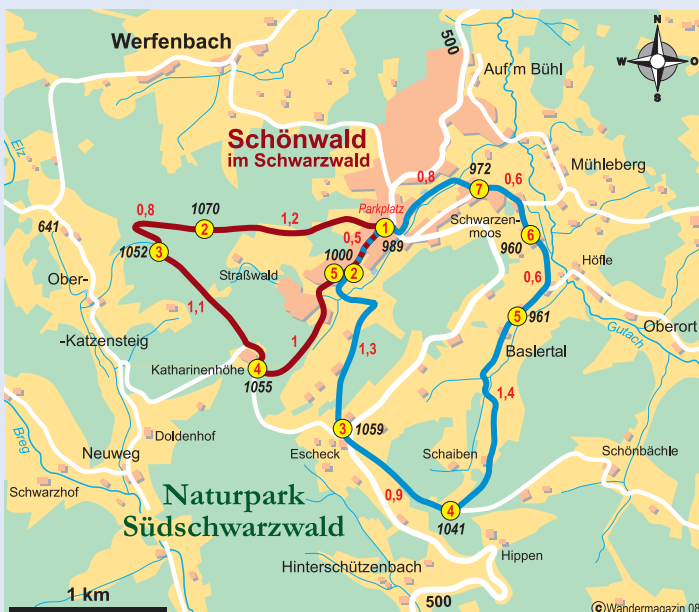 N
W
O
S
500
Werfenbach
Auf'm Bühl
Schönwald
im Schwarzwald
Elz
0,8
972
7
0,6
Mühleberg
Parkplatz
0,8
1070
2
1,2
1
0,5
989
Schwarzen-
moos
641
1052
3
1000
960
6
Höfle
Ober-
Straßwald
5
2
0,6
1,1
5
961
Gutach
Oberort
-Katzensteig
1
1,3
Baslertal
Katharinenhöhe
4
1055
1,4
Breg
Doldenhof
3
1059
Neuweg
Escheck
Schaiben
Schönbächle
Schwarzhof
Naturpark
Südschwarzwald
0,9
4
1041
Hippen
Hinterschützenbach
1 km
500
©Wandermagazin 08